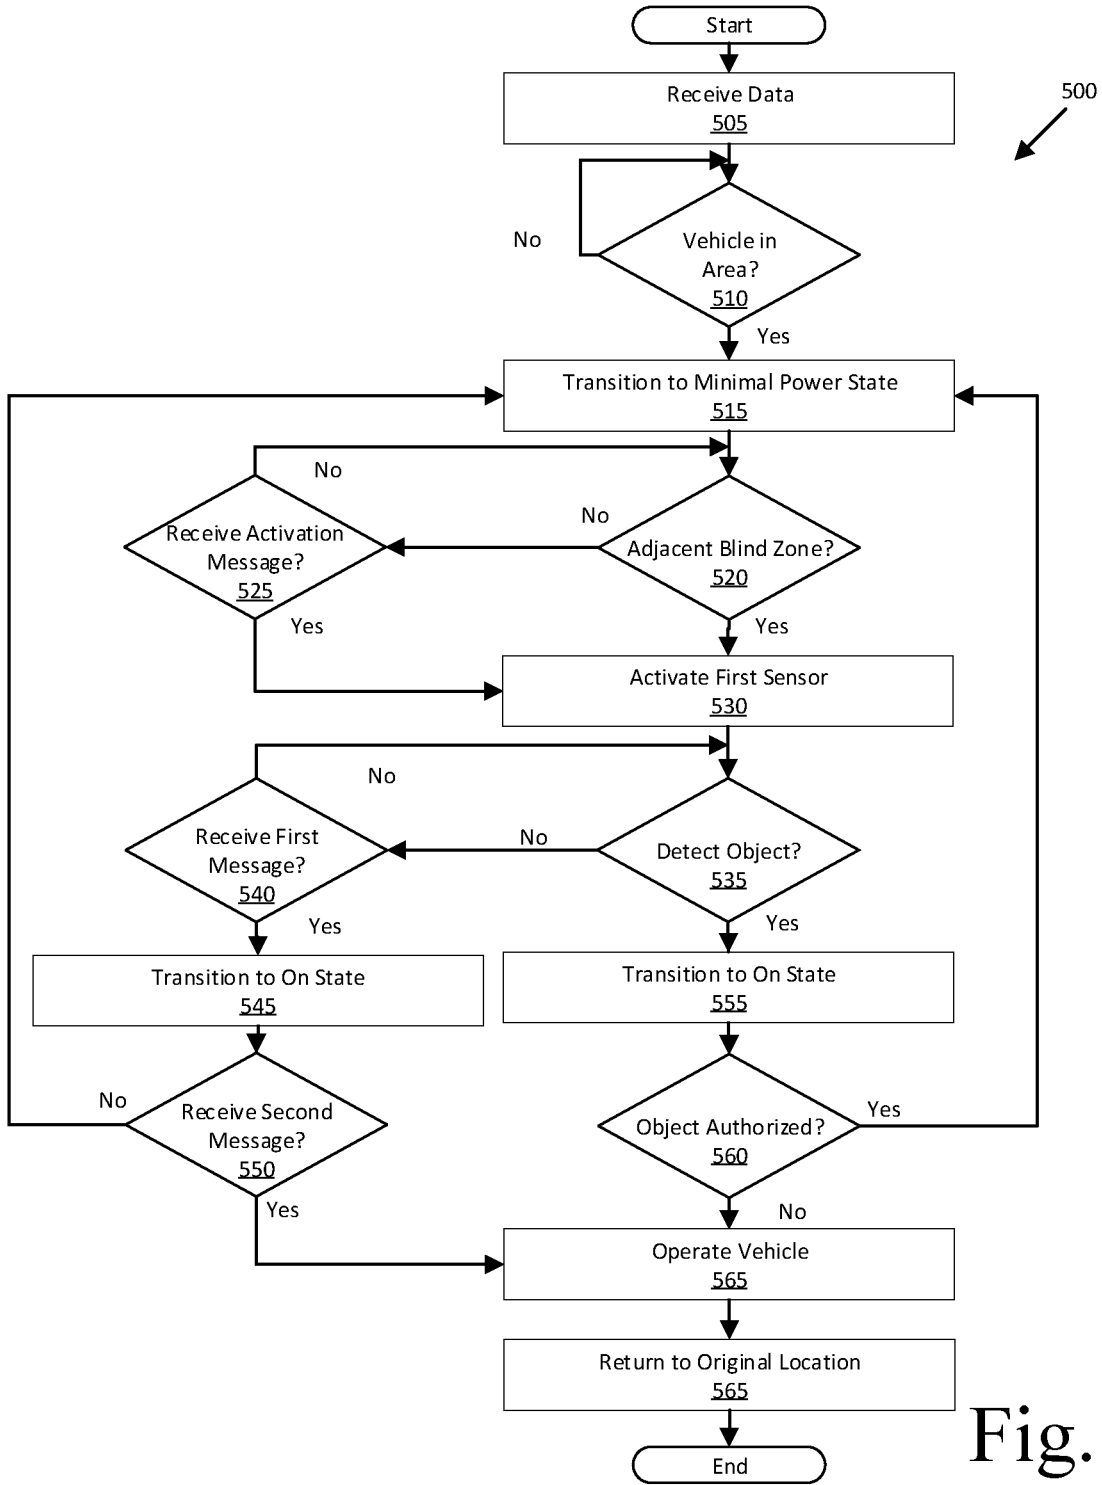 Start
Receive Data
505
500
No
Vehicle in
Area?
510
Yes
Transition to Minimal Power State
515
No
Receive Activation
Message?
525
No
Adjacent Blind Zone?
520
Yes
Yes
Activate First Sensor
530
No
Receive First
Message?
540
No
Detect Object?
535
Yes
Yes
Transition to On State
545
Transition to On State
555
No
Receive Second
Message?
550
Yes
Object Authorized?
560
Yes
No
Operate Vehicle
565
Return to Original Location
565
End
Fig.